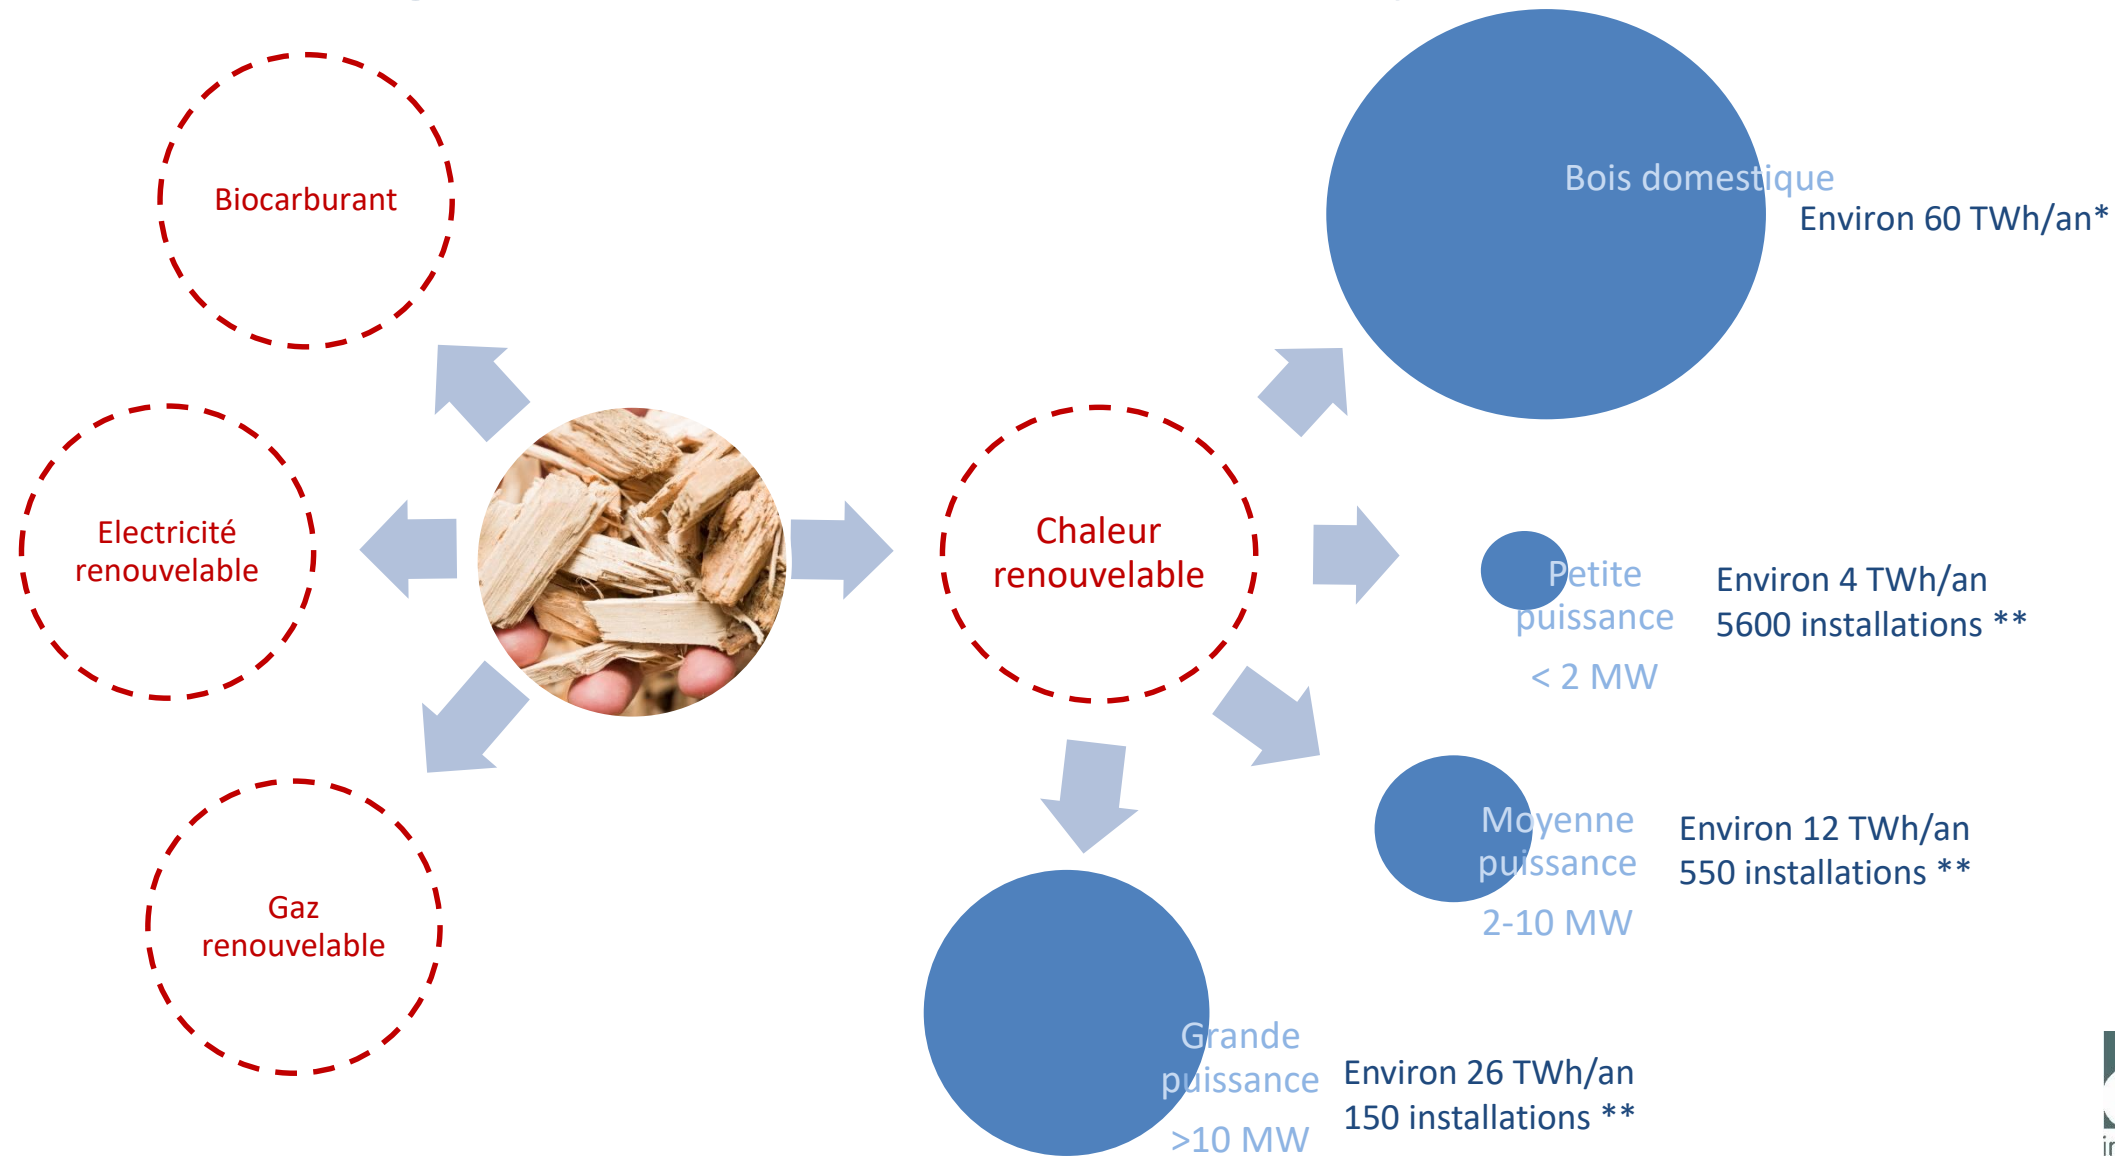 Biocarburant
Electricité
renouvelable
Gaz
renouvelable
Chaleur
renouvelable
Bois domestique
Environ 60 TWh/an*
Petite
puissance
< 2 MW
Environ 4 TWh/an
5600 installations **
Moyenne
puissance
2-10 MW
Environ 12 TWh/an
550 installations **
Grande
puissance
>10 MW
Environ 26 TWh/an
150 installations **